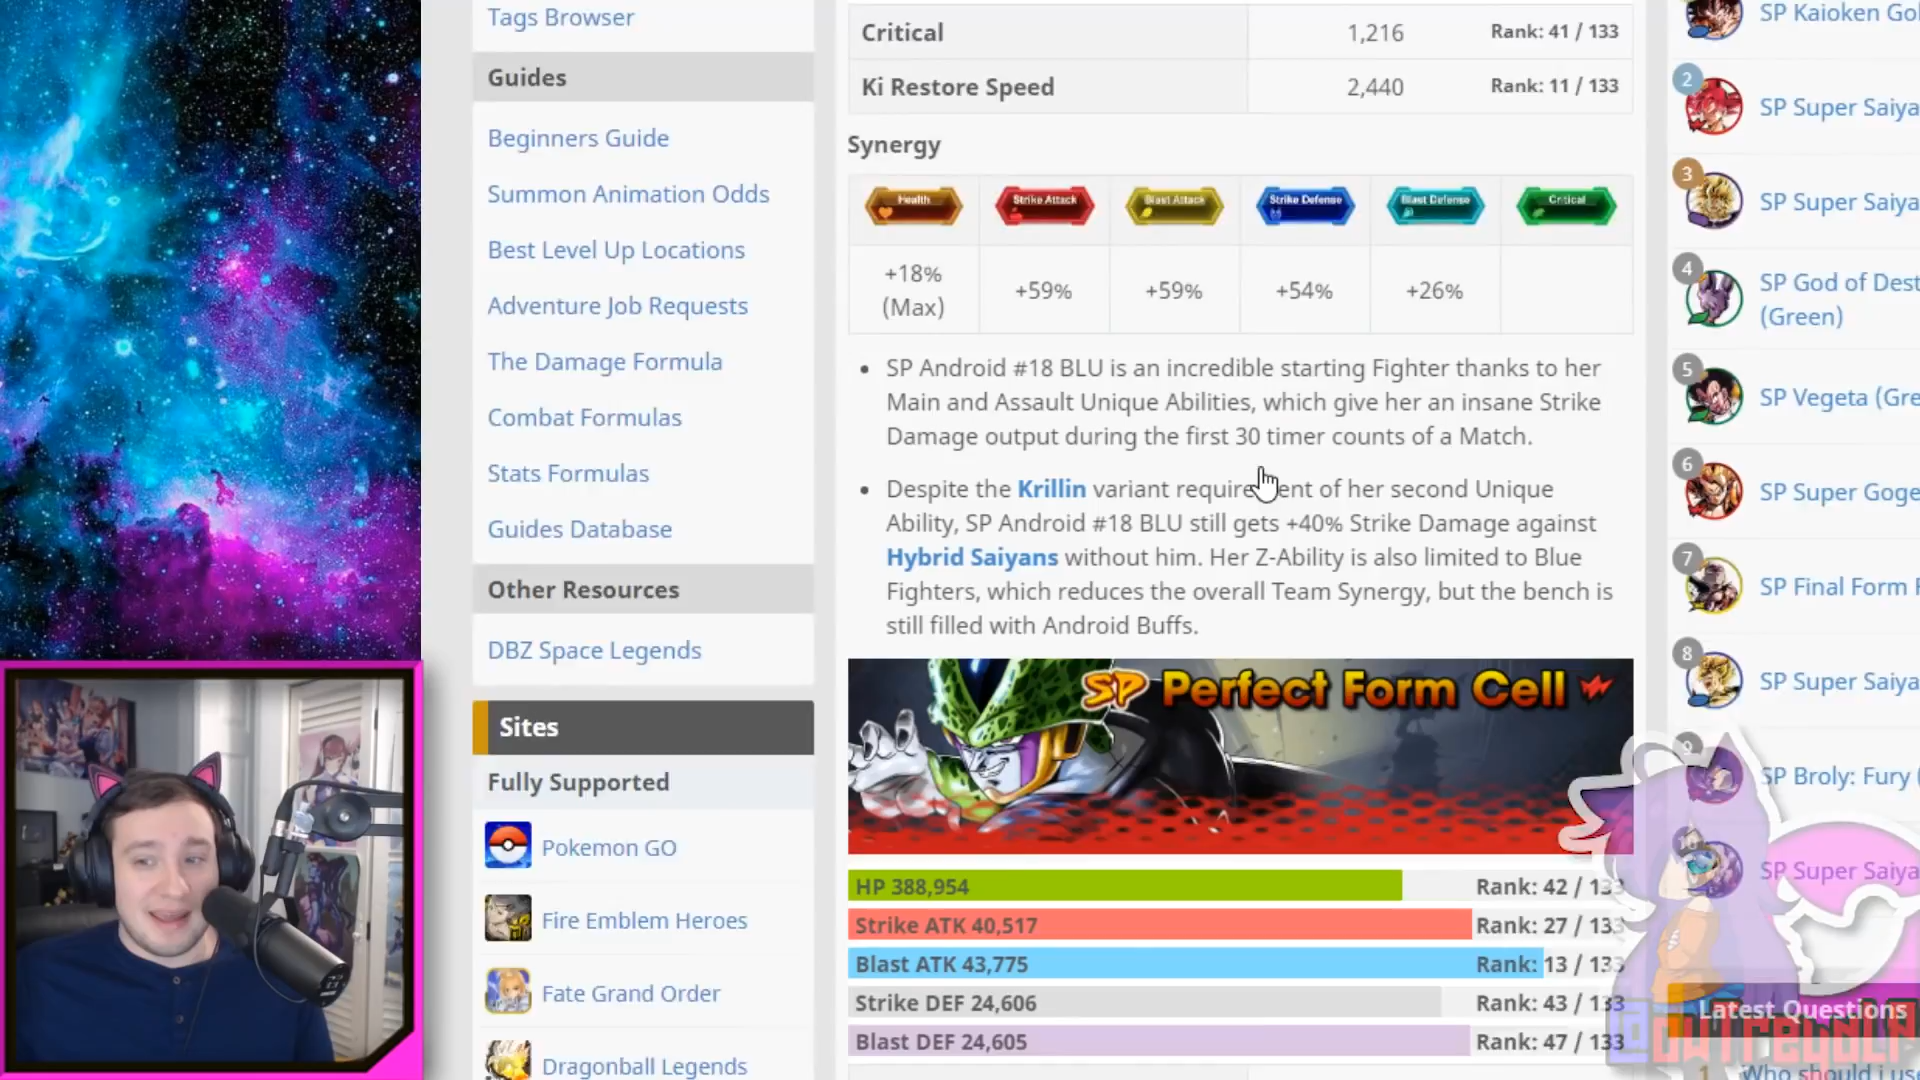 Tags Browser
Guides
Beginners Guide
Summon Animation Odds
Best Level Up Locations
Adventure Job Requests
The Damage Formula
Combat Formulas
Stats Formulas
Guides Database
Other Resources
DBZ Space Legends
Sites
Fully Supported
Pokemon GO
Fire Emblem Heroes
Fate Grand Order
Dragonball Legends
Critical 1,216 Rank: 41 / 133
Ki Restore Speed 2,440 Rank: 11 / 133
Synergy
Health Strike Attack Blast Attack Strike Defense Blast Defense Critical
+18% (Max) +59% +59% +54% +26%
SP Android #18 BLU is an incredible starting Fighter thanks to her
Main and Assault Unique Abilities, which give her an insane Strike
Damage output during the first 30 timer counts of a Match.
Despite the Krillin variant requirement of her second Unique
Ability, SP Android #18 BLU still gets +40% Strike Damage against
Hybrid Saiyans without him. Her Z-Ability is also limited to Blue
Fighters, which reduces the overall Team Synergy, but the bench is
still filled with Android Buffs.
SP Perfect Form Cell
HP 388,954 Rank: 42 / 133
Strike ATK 40,517 Rank: 27 / 133
Blast ATK 43,775 Rank: 13 / 133
Strike DEF 24,606 Rank: 43 / 133
Blast DEF 24,605 Rank: 47 / 133
SP Kaioken Go
2 SP Super Saiya
3 SP Super Saiya
4 SP God of Dest
(Green)
5 SP Vegeta (Gre
6 SP Super Goge
7 SP Final Form F
8 SP Super Saiya
9 SP Broly: Fury (
10 SP Super Saiya
Latest Questions
1 Who should i use